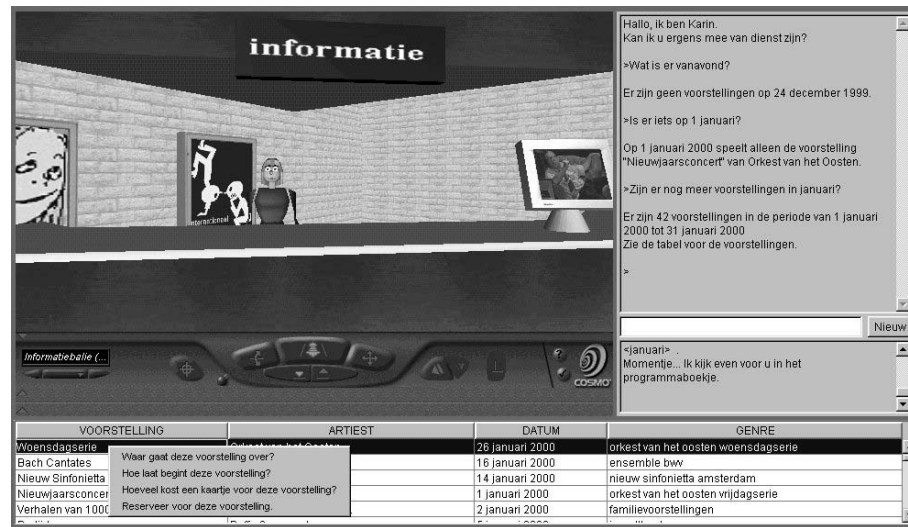 informatie
Hallo, ik ben Karin.
Kan ik u ergens mee van dienst zijn?
>Wat is er vanavond?
Er zijn geen voorstellingen op 24 december 1999.
>Is er iets op 1 januari?
Op 1 januari 2000 speelt alleen de voorstelling
"Nieuwjaarsconcert" van Orkest van het Oosten.
>Zijn er nog meer voorstellingen in januari?
Er zijn 42 voorstellingen in de periode van 1 januari
2000 tot 31 januari 2000
Zie de tabel voor de voorstellingen.
>
Nieuw
<januari> .
Momentje... Ik kijk even voor u in het
programmaboekje.
Informatiebalie (...
COSMO
VOORSTELLING ARTIEST DATUM GENRE
Woensdagserie Orkest van het Oosten 26 januari 2000 orkest van het oosten woensdagserie
Bach Cantates 16 januari 2000 ensemble bwv
Nieuw Sinfonietta 14 januari 2000 nieuw sinfonietta amsterdam
Nieuwjaarsconcer 1 januari 2000 orkest van het oosten vrijdagserie
Verhalen van 100 2 januari 2000 familievoorstellingen
Waar gaat deze voorstelling over?
Hoe laat begint deze voorstelling?
Hoeveel kost een kaartje voor deze voorstelling?
Reserveer voor deze voorstelling.